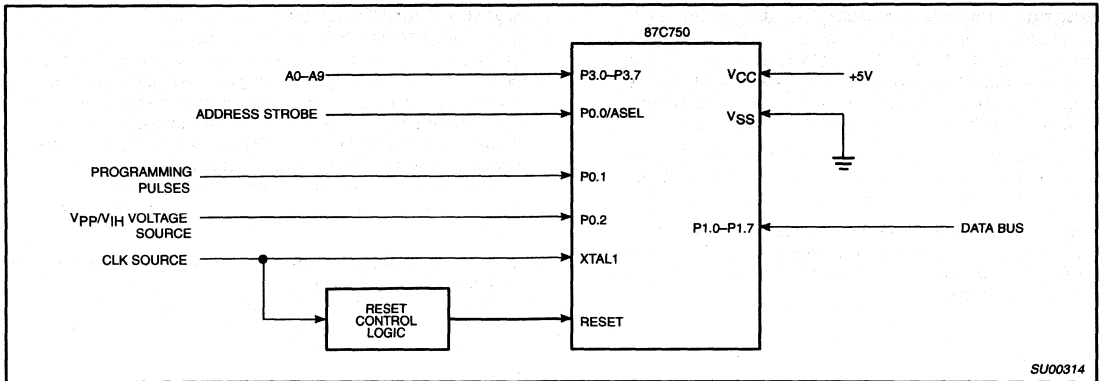 87C750
A0–A9
P3.0–P3.7
VCC
+5V
ADDRESS STROBE
P0.0/ASEL
VSS
PROGRAMMING
PULSES
P0.1
VPP/VIH VOLTAGE
SOURCE
P0.2
P1.0–P1.7
DATA BUS
CLK SOURCE
XTAL1
RESET
CONTROL
LOGIC
RESET
SU00314